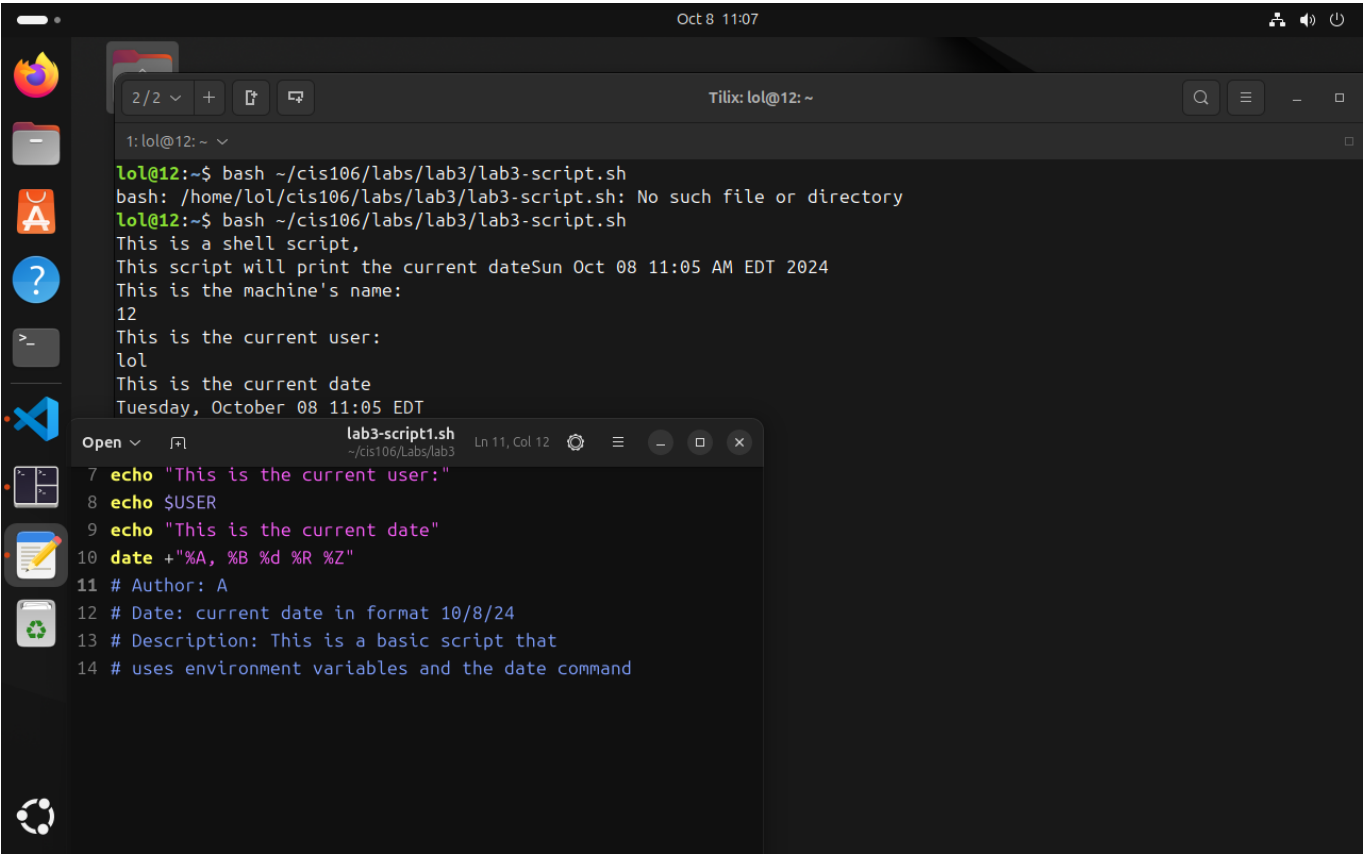 Oct 8 11:07
2/2
Tilix: lol@12: ~
1: lol@12: ~
lol@12:~$ bash ~/cis106/labs/lab3/lab3-script.sh
bash: /home/lol/cis106/labs/lab3/lab3-script.sh: No such file or directory
lol@12:~$ bash ~/cis106/labs/lab3/lab3-script.sh
This is a shell script,
This script will print the current dateSun Oct 08 11:05 AM EDT 2024
This is the machine's name:
12
This is the current user:
lol
This is the current date
Tuesday, October 08 11:05 EDT
Open
lab3-script1.sh
~/cis106/Labs/lab3
Ln 11, Col 12
7 echo "This is the current user:"
8 echo $USER
9 echo "This is the current date"
10 date +"%A, %B %d %R %Z"
11 # Author: A
12 # Date: current date in format 10/8/24
13 # Description: This is a basic script that
14 # uses environment variables and the date command